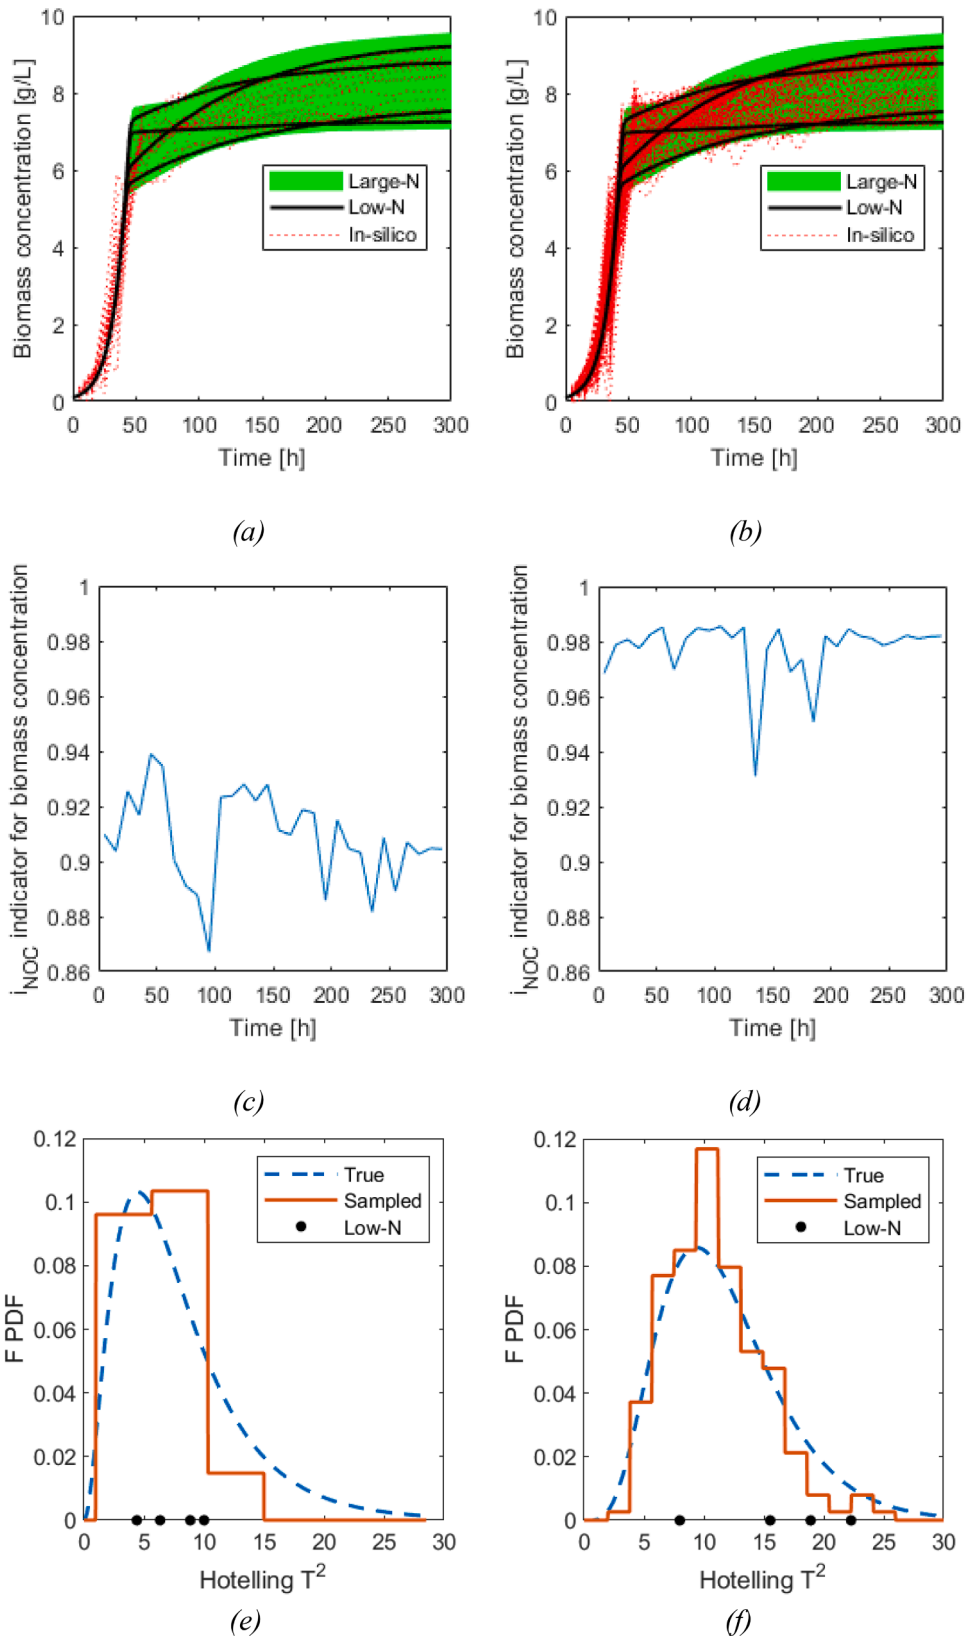 10
8
6
4
2
0
Biomass concentration [g/L]
Large-N
Low-N
In-silico
0 50 100 150 200 250 300
Time [h]
(a)
10
8
6
4
2
0
Biomass concentration [g/L]
Large-N
Low-N
In-silico
0 50 100 150 200 250 300
Time [h]
(b)
1
0.98
0.96
0.94
0.92
0.9
0.88
0.86
iNOC indicator for biomass concentration
0 50 100 150 200 250 300
Time [h]
(c)
1
0.98
0.96
0.94
0.92
0.9
0.88
0.86
iNOC indicator for biomass concentration
0 50 100 150 200 250 300
Time [h]
(d)
0.12
0.1
0.08
0.06
0.04
0.02
0
F PDF
True
Sampled
Low-N
0 5 10 15 20 25 30
Hotelling T²
(e)
0.12
0.1
0.08
0.06
0.04
0.02
0
F PDF
True
Sampled
Low-N
0 5 10 15 20 25 30
Hotelling T²
(f)